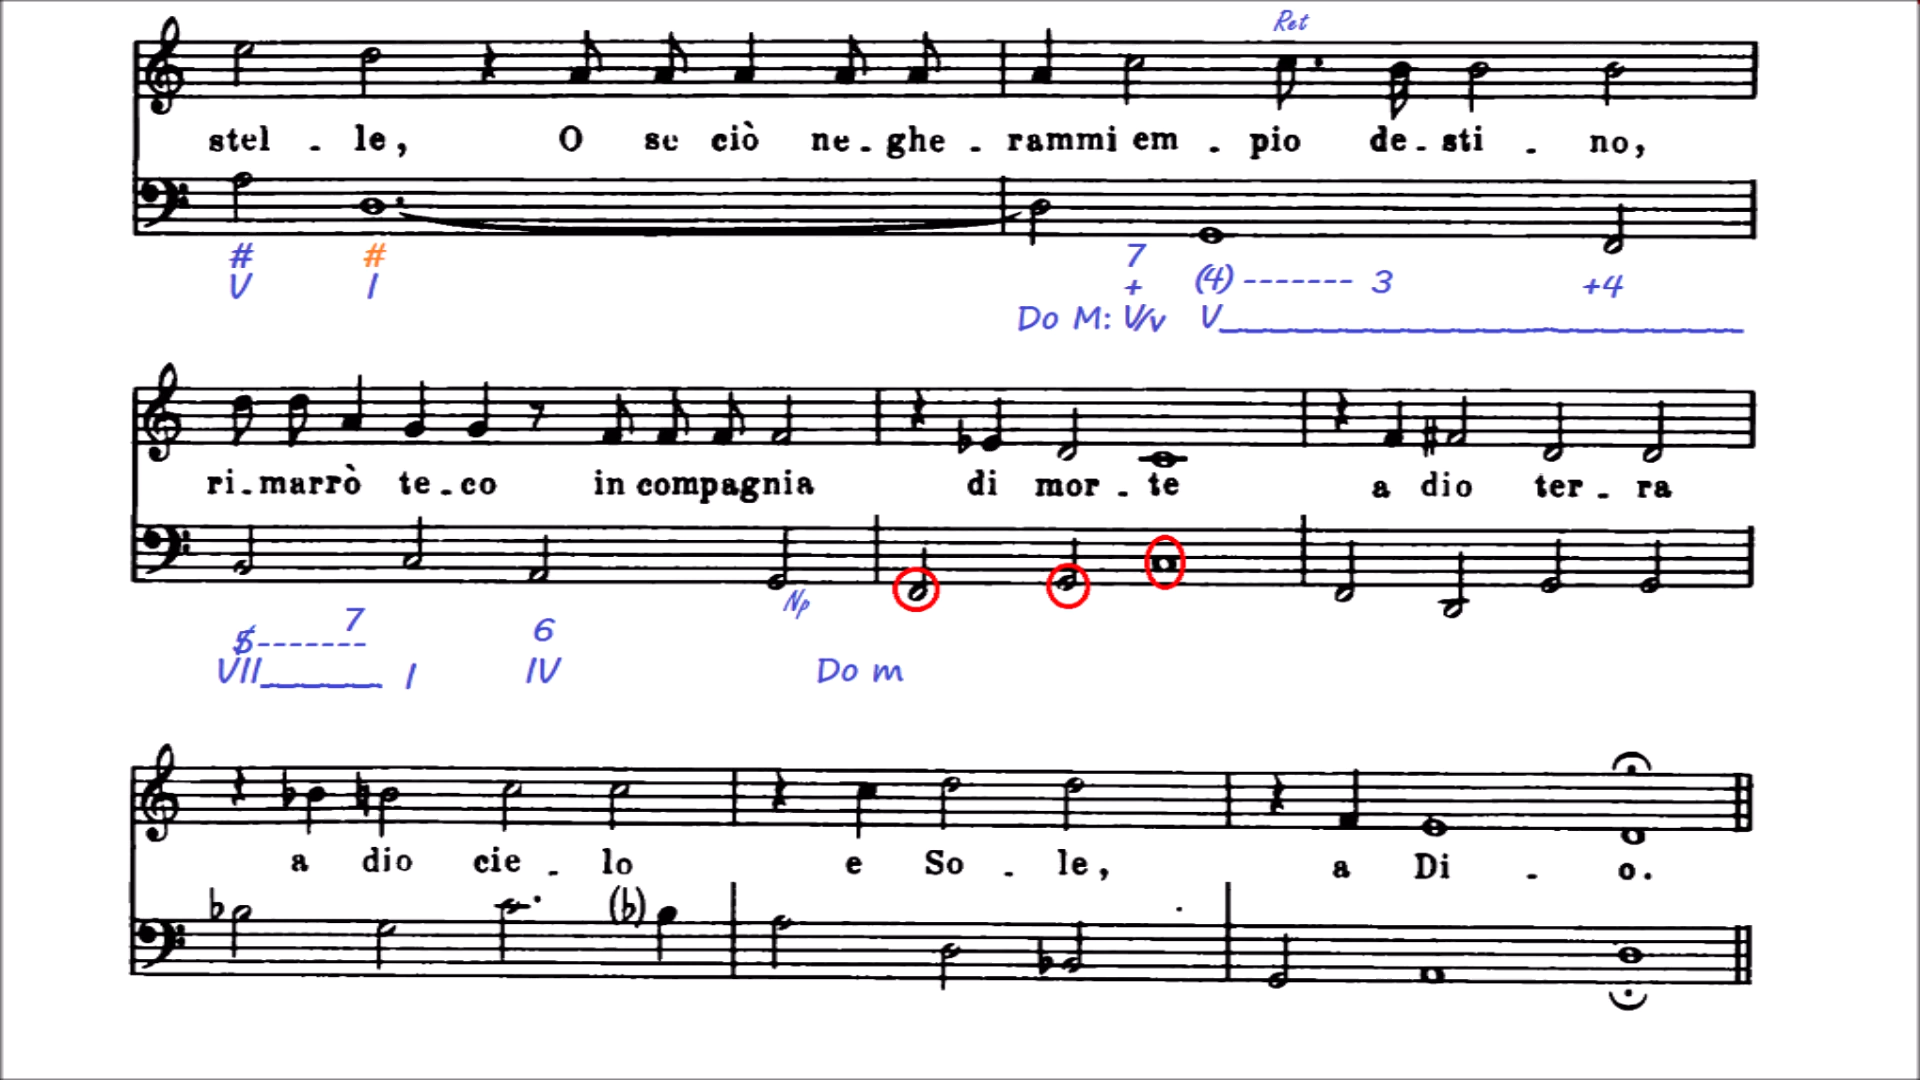 Ret
stel - le, O se ciò ne - ghe - rammi em - pio de - sti - no,
# #
V I
7
+ (4) ------- 3 +4
Do M: V/v V
ri - marrò te - co in compagnia di mor - te a dio ter - ra
Np
7
5------- 6
VII I IV Do m
a dio cie - lo e So - le, a Di - o.